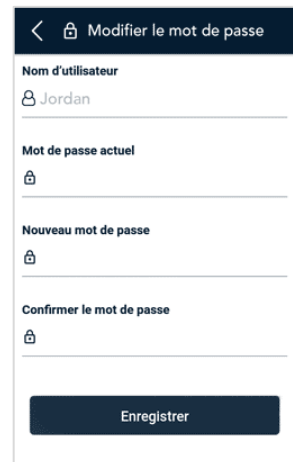 Modifier le mot de passe
Nom d’utilisateur
Jordan
Mot de passe actuel
Nouveau mot de passe
Confirmer le mot de passe
Enregistrer